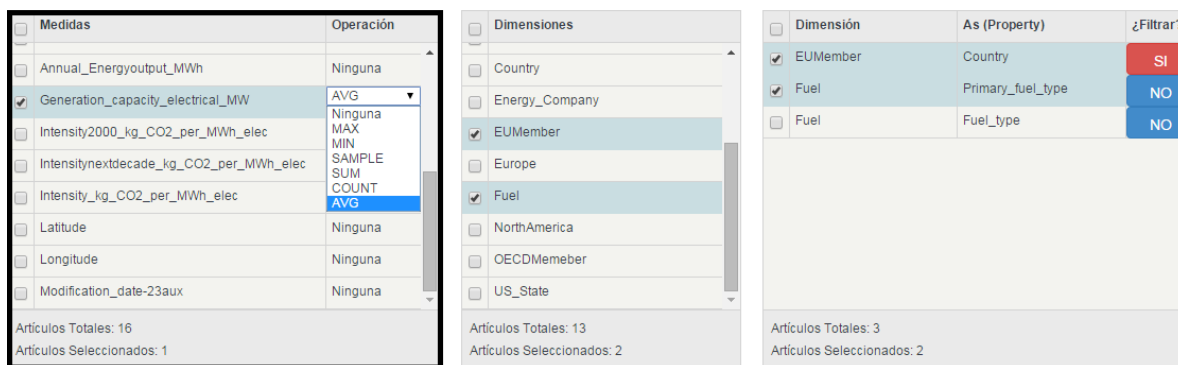 Medidas Operación
Annual_Energyoutput_MWh Ninguna
Generation_capacity_electrical_MW AVG
Ninguna
MAX
Intensity2000_kg_CO2_per_MWh_elec
MIN
SAMPLE
Intensitynextdecade_kg_CO2_per_MWh_elec
SUM
COUNT
Intensity_kg_CO2_per_MWh_elec
AVG
Latitude Ninguna
Longitude Ninguna
Modification_date-23aux Ninguna
Artículos Totales: 16
Artículos Seleccionados: 1
Dimensiones
Country
Energy_Company
EUMember
Europe
Fuel
NorthAmerica
OECDMemeber
US_State
Artículos Totales: 13
Artículos Seleccionados: 2
Dimensión As (Property) ¿Filtrar?
EUMember Country SI
Fuel Primary_fuel_type NO
Fuel Fuel_type NO
Artículos Totales: 3
Artículos Seleccionados: 2